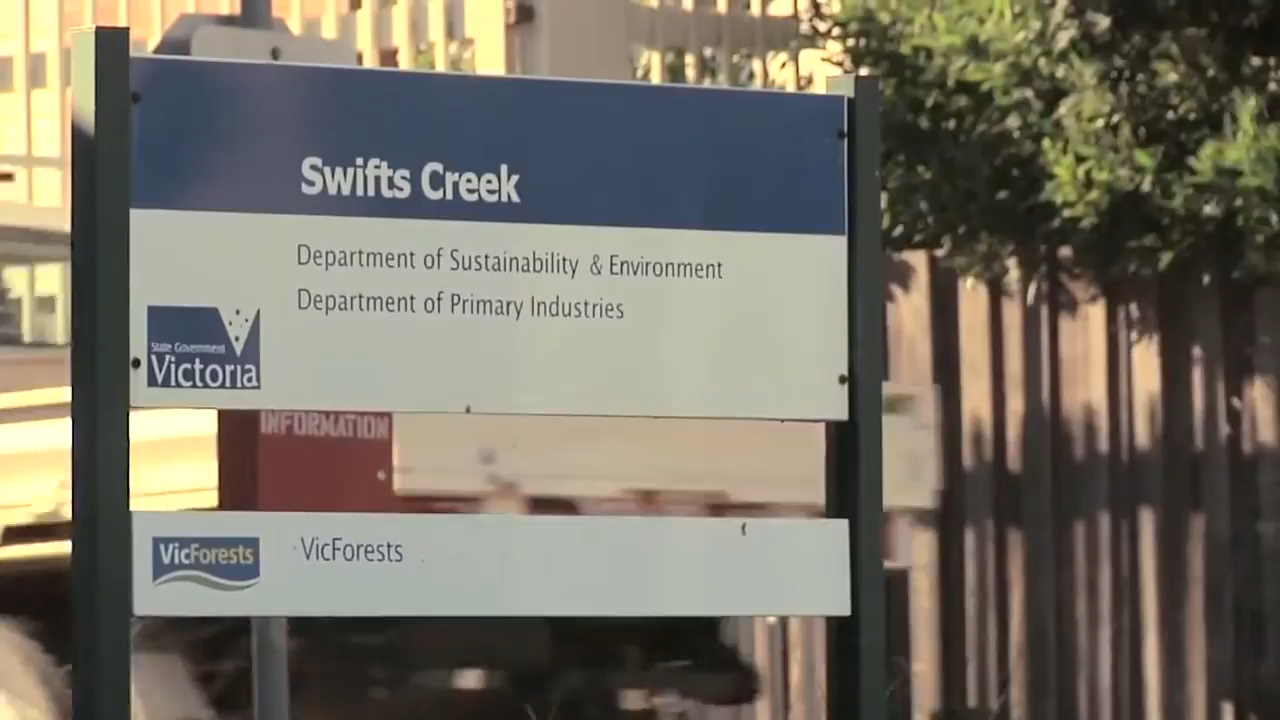 Swifts Creek
Department of Sustainability & Environment
Department of Primary Industries
State Government
Victoria
INFORMATION
VicForests
VicForests